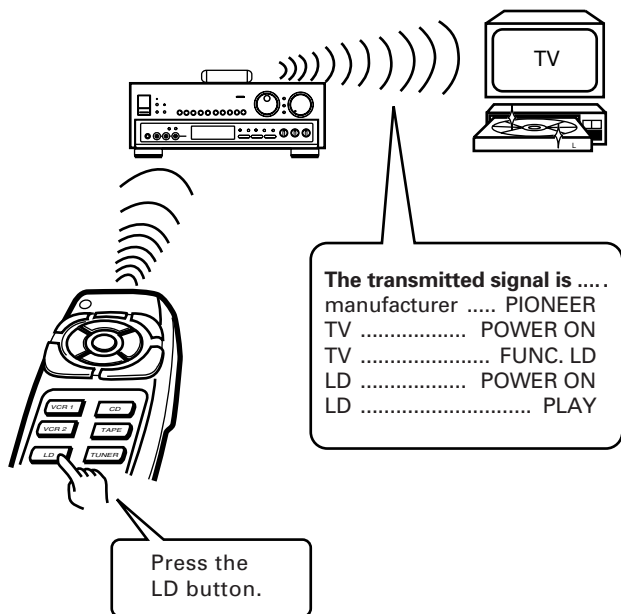 TV
L
The transmitted signal is .....
manufacturer ..... PIONEER
TV .................. POWER ON
TV ...................... FUNC. LD
LD .................. POWER ON
LD ............................. PLAY
VCR 1 CD
VCR 2 TAPE
LD TUNER
Press the
LD button.